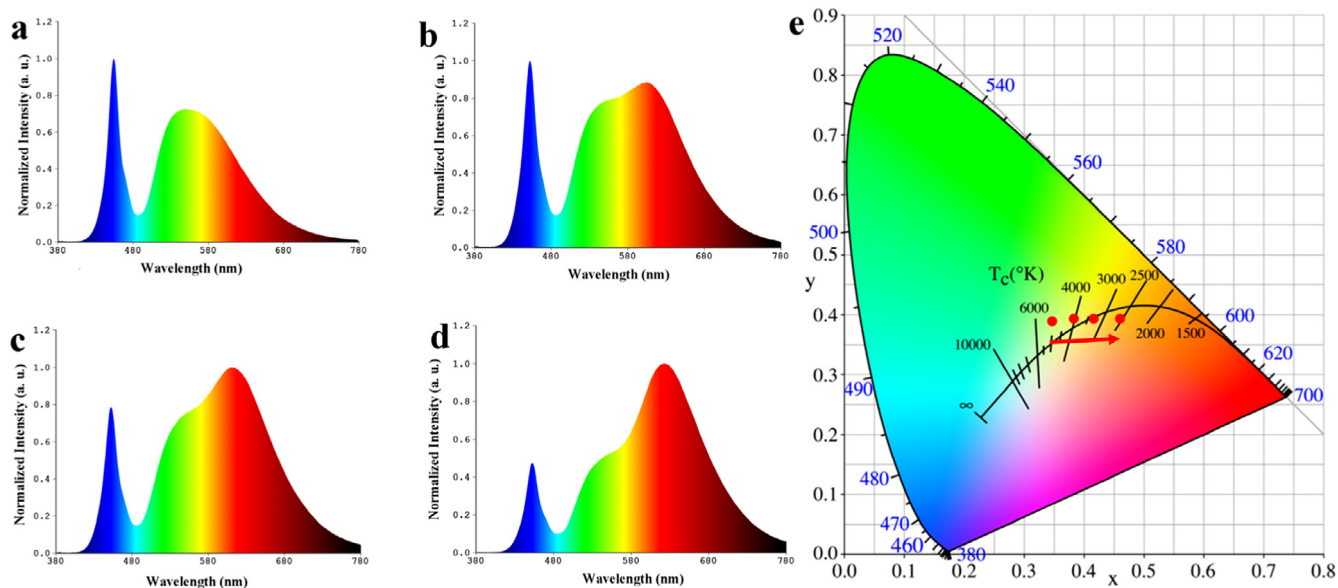 a
1.2
1.0
0.8
0.6
0.4
0.2
0.0
380 480 580 680 780
Normalized Intensity (a. u.)
Wavelength (nm)
b
1.2
1.0
0.8
0.6
0.4
0.2
0.0
380 480 580 680 780
Normalized Intensity (a. u.)
Wavelength (nm)
c
1.2
1.0
0.8
0.6
0.4
0.2
0.0
380 480 580 680 780
Normalized Intensity (a. u.)
Wavelength (nm)
d
1.2
1.0
0.8
0.6
0.4
0.2
0.0
380 480 580 680 780
Normalized Intensity (a. u.)
Wavelength (nm)
e
0.9
0.8
0.7
0.6
0.5
y
0.4
0.3
0.2
0.1
0.0
0.0 0.1 0.2 0.3 0.4 0.5 0.6 0.7 0.8
x
520
540
560
580
600
620
700
500
490
480
470
460
380
Tc(°K)
∞
10000
6000
4000
3000
2500
2000
1500